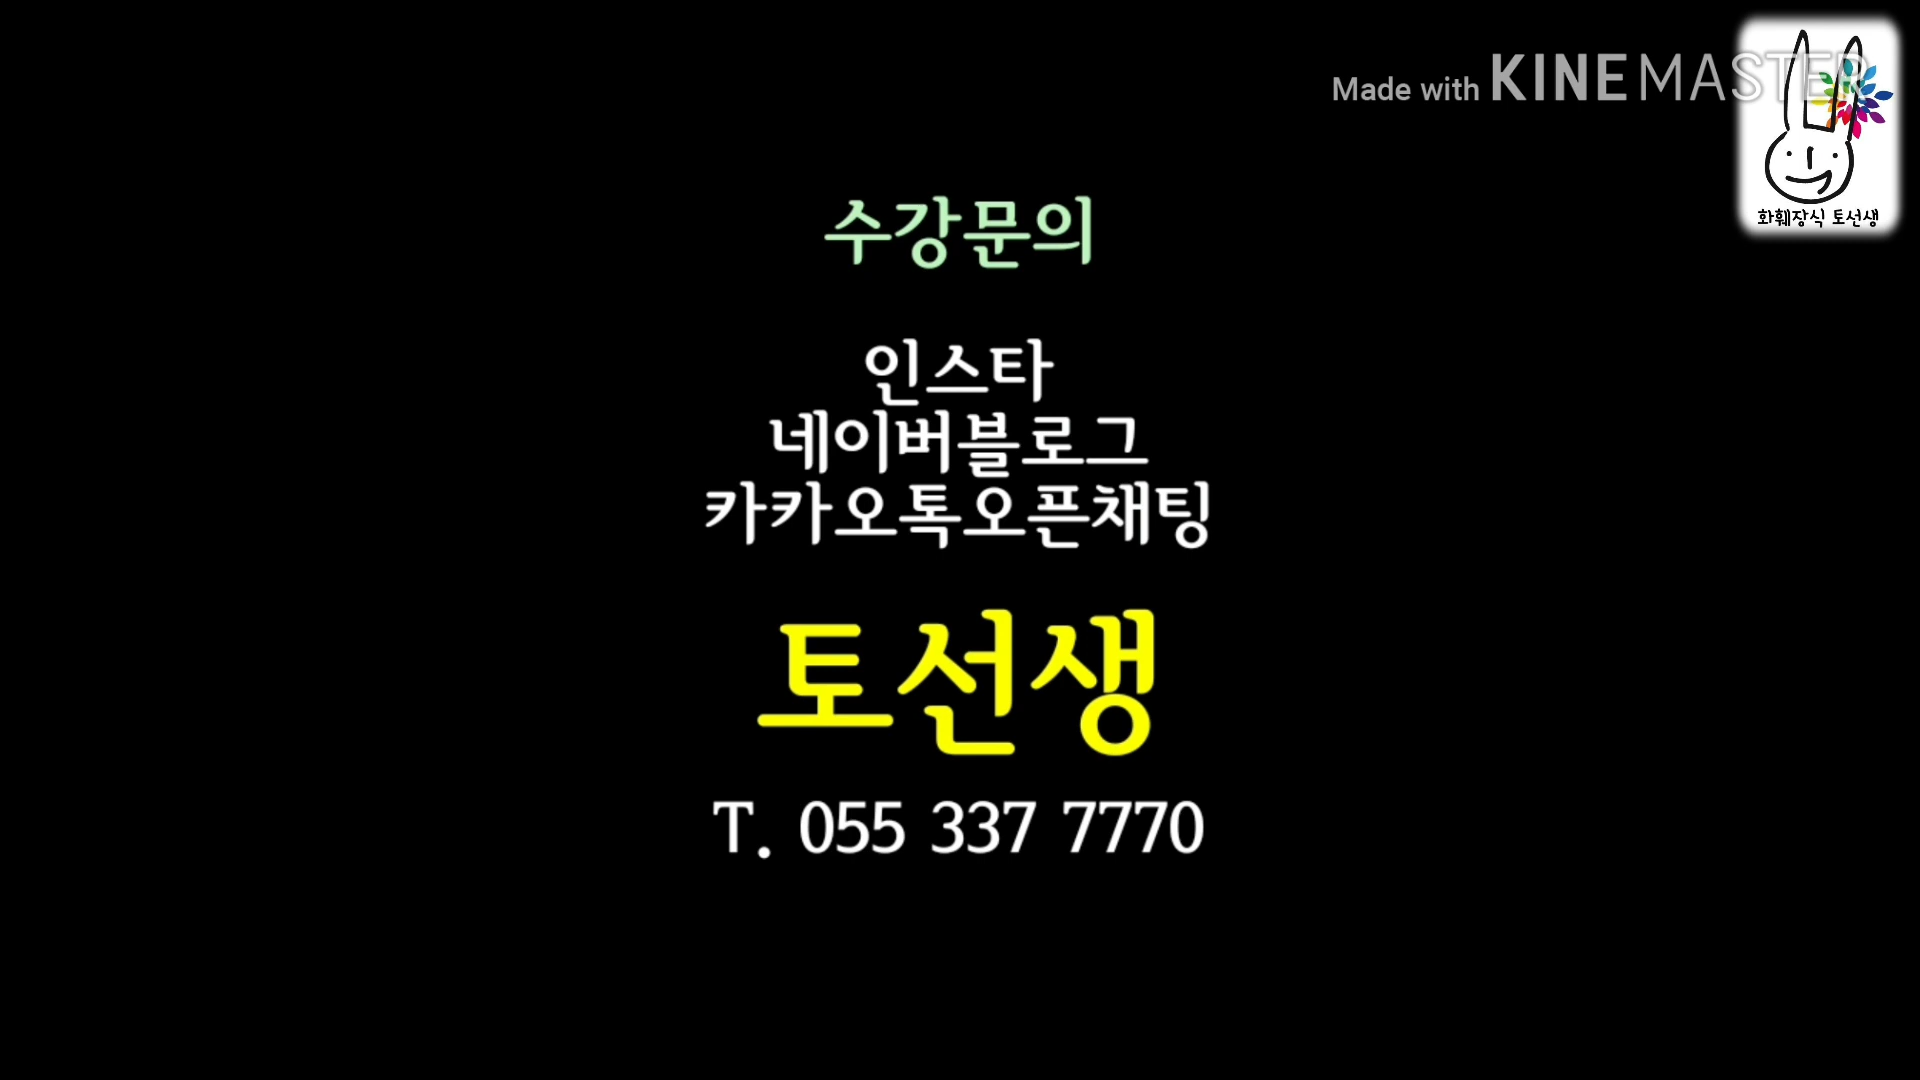 Made with KINEMASTER
화훼장식 토선생
수강문의
인스타
네이버블로그
카카오톡오픈채팅
토선생
T. 055 337 7770